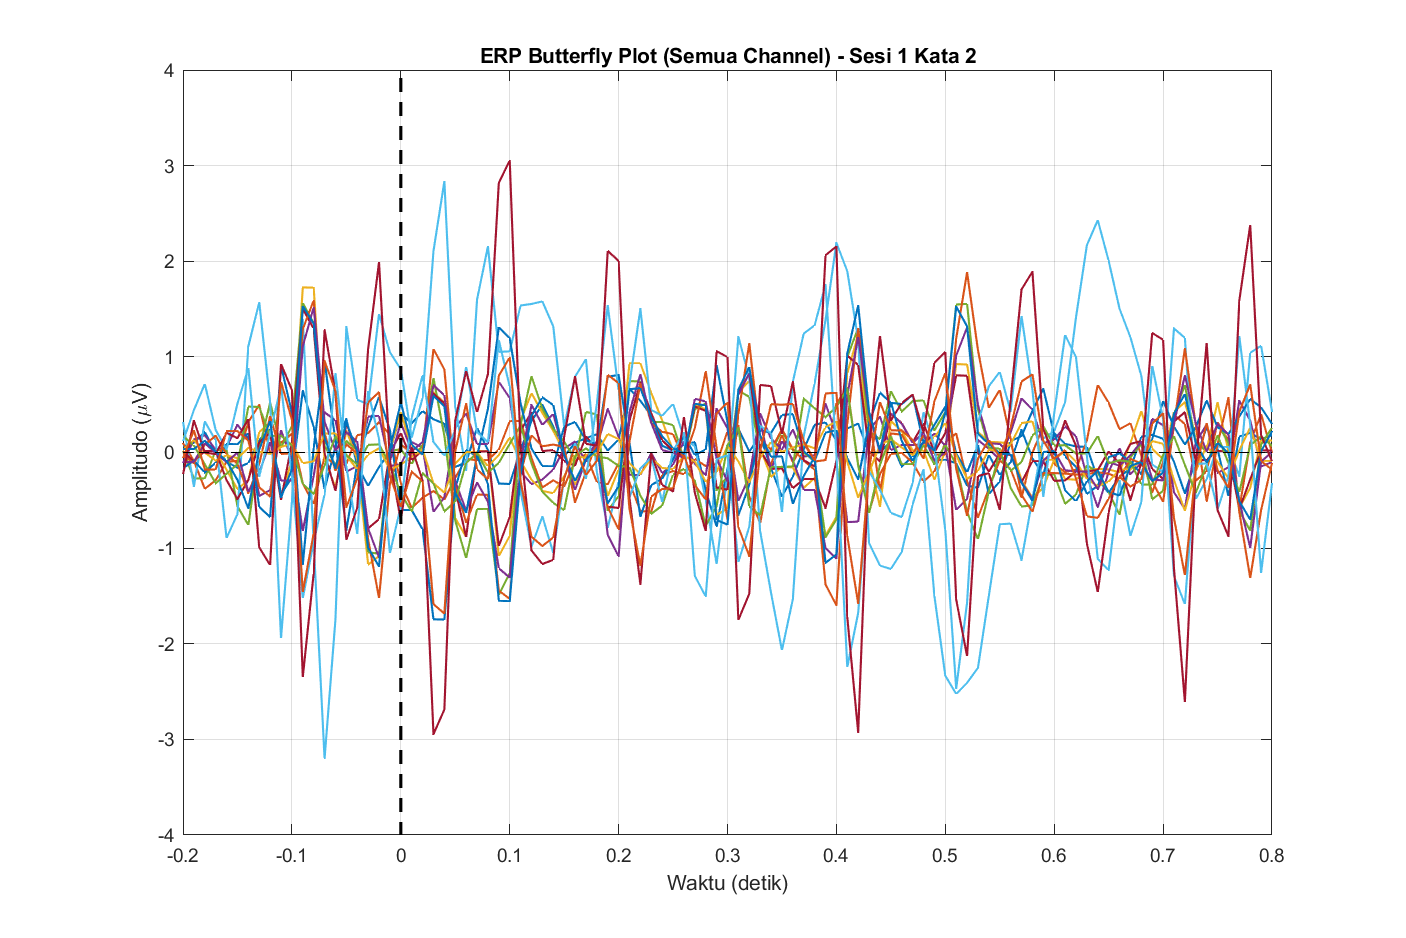 ERP Butterfly Plot (Semua Channel) - Sesi 1 Kata 2
4
3
2
1
0
-1
-2
-3
-4
Amplitudo (μV)
-0.2 -0.1 0 0.1 0.2 0.3 0.4 0.5 0.6 0.7 0.8
Waktu (detik)